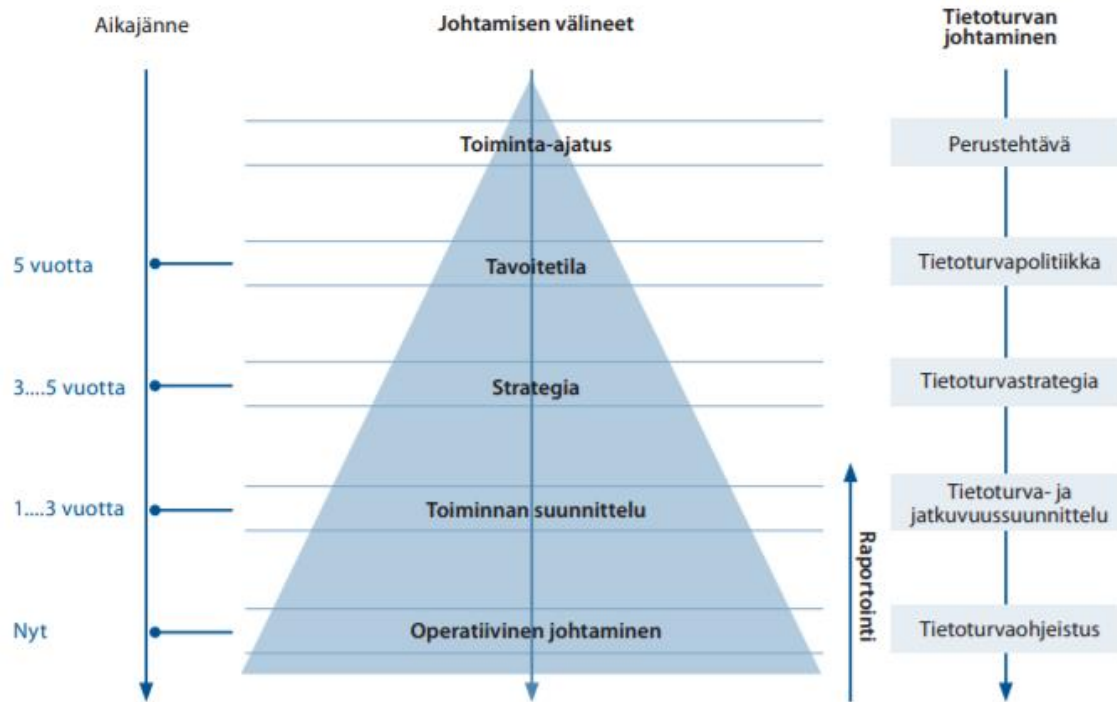 Aikajänne
Johtamisen välineet
Tietoturvan
johtaminen
Toiminta-ajatus
Perustehtävä
5 vuotta
Tavoitetila
Tietoturvapolitiikka
3....5 vuotta
Strategia
Tietoturvastrategia
1....3 vuotta
Toiminnan suunnittelu
Raportointi
Tietoturva- ja
jatkuvuussuunnittelu
Nyt
Operatiivinen johtaminen
Tietoturvaohjeistus